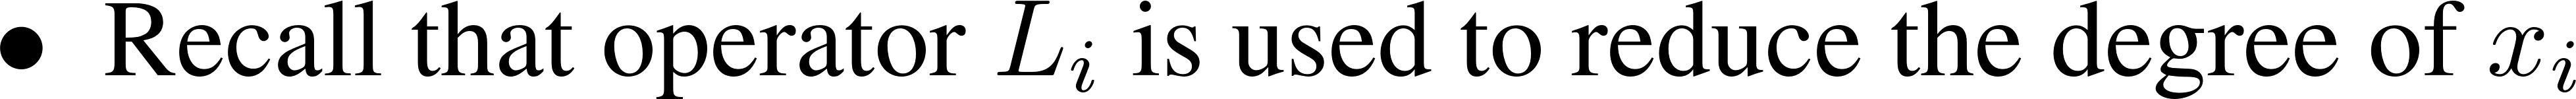 • Recall that operator $L_i$ is used to reduce the degree of $x_i$